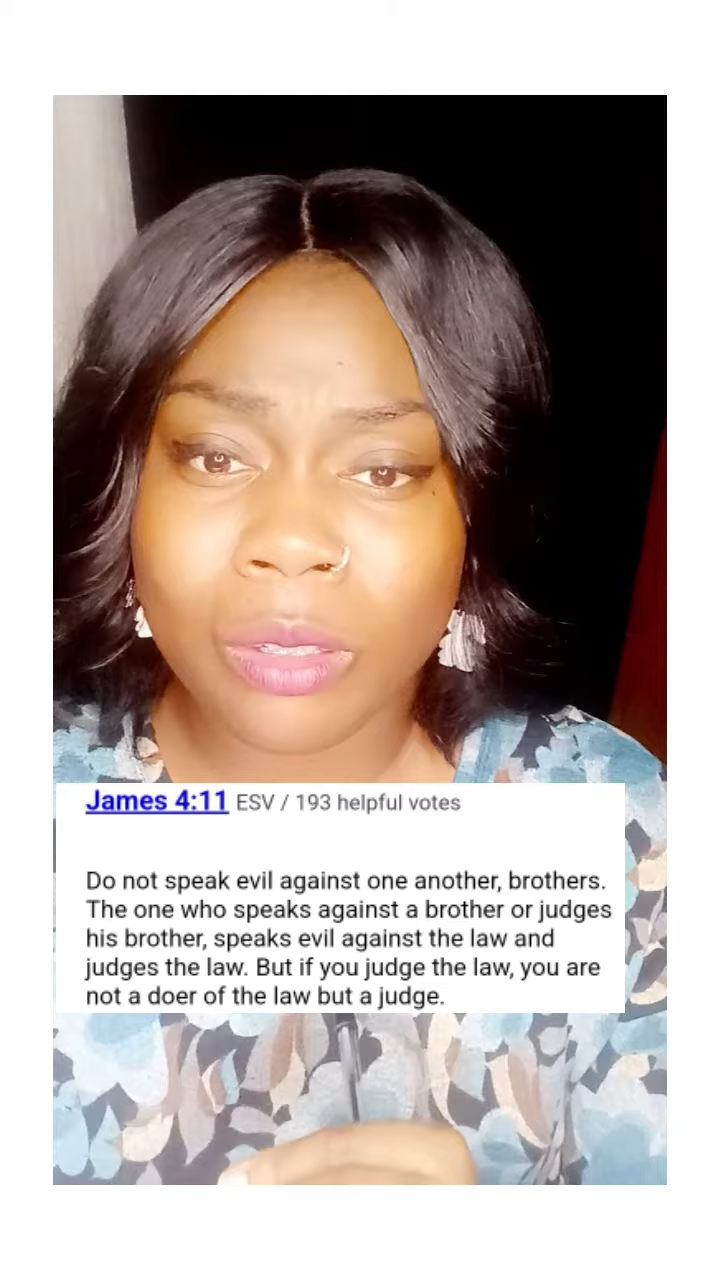 James 4:11 ESV / 193 helpful votes
Do not speak evil against one another, brothers.
The one who speaks against a brother or judges
his brother, speaks evil against the law and
judges the law. But if you judge the law, you are
not a doer of the law but a judge.